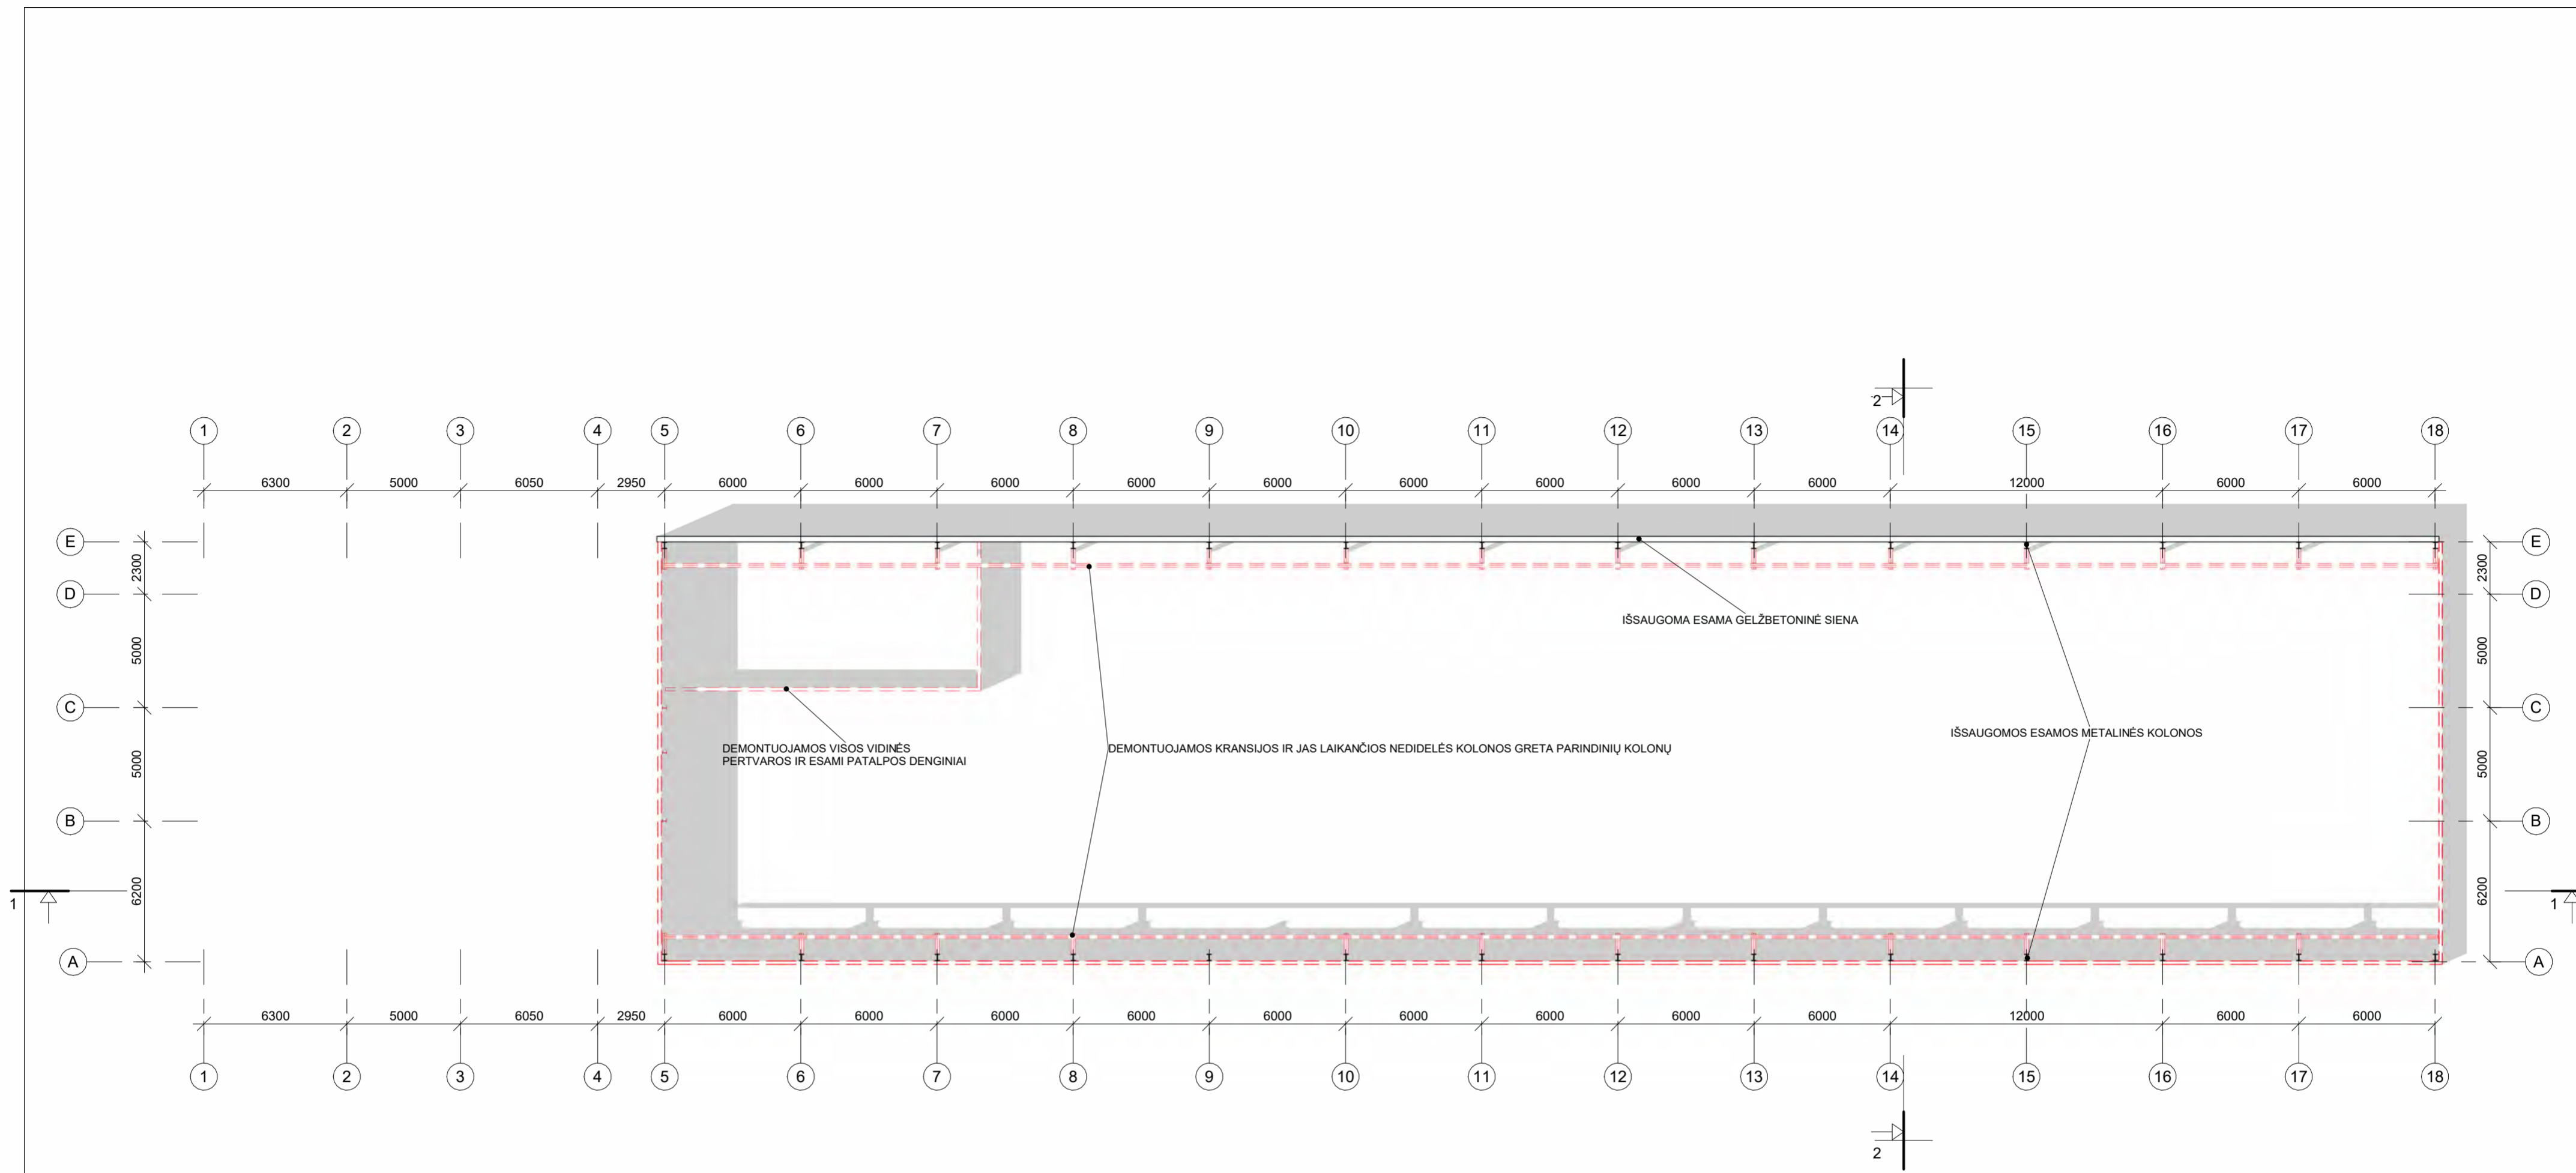 2
1 2 3 4 5 6 7 8 9 10 11 12 13 14 15 16 17 18
6300 5000 6050 2950 6000 6000 6000 6000 6000 6000 6000 6000 6000 12000 6000 6000
E E
2300 2300
D D
IŠSAUGOMA ESAMA GELŽBETONINĖ SIENA
5000 5000
C C
IŠSAUGOMOS ESAMOS METALINĖS KOLONOS
DEMONTUOJAMOS VISOS VIDINĖS
PERTVAROS IR ESAMI PATALPOS DENGINIAI
DEMONTUOJAMOS KRANSIJOS IR JAS LAIKANČIOS NEDIDELĖS KOLONOS GRETA PARINDINIŲ KOLONŲ
5000 5000
B B
6200 6200
1 1
A A
6300 5000 6050 2950 6000 6000 6000 6000 6000 6000 6000 6000 6000 12000 6000 6000
1 2 3 4 5 6 7 8 9 10 11 12 13 14 15 16 17 18
2